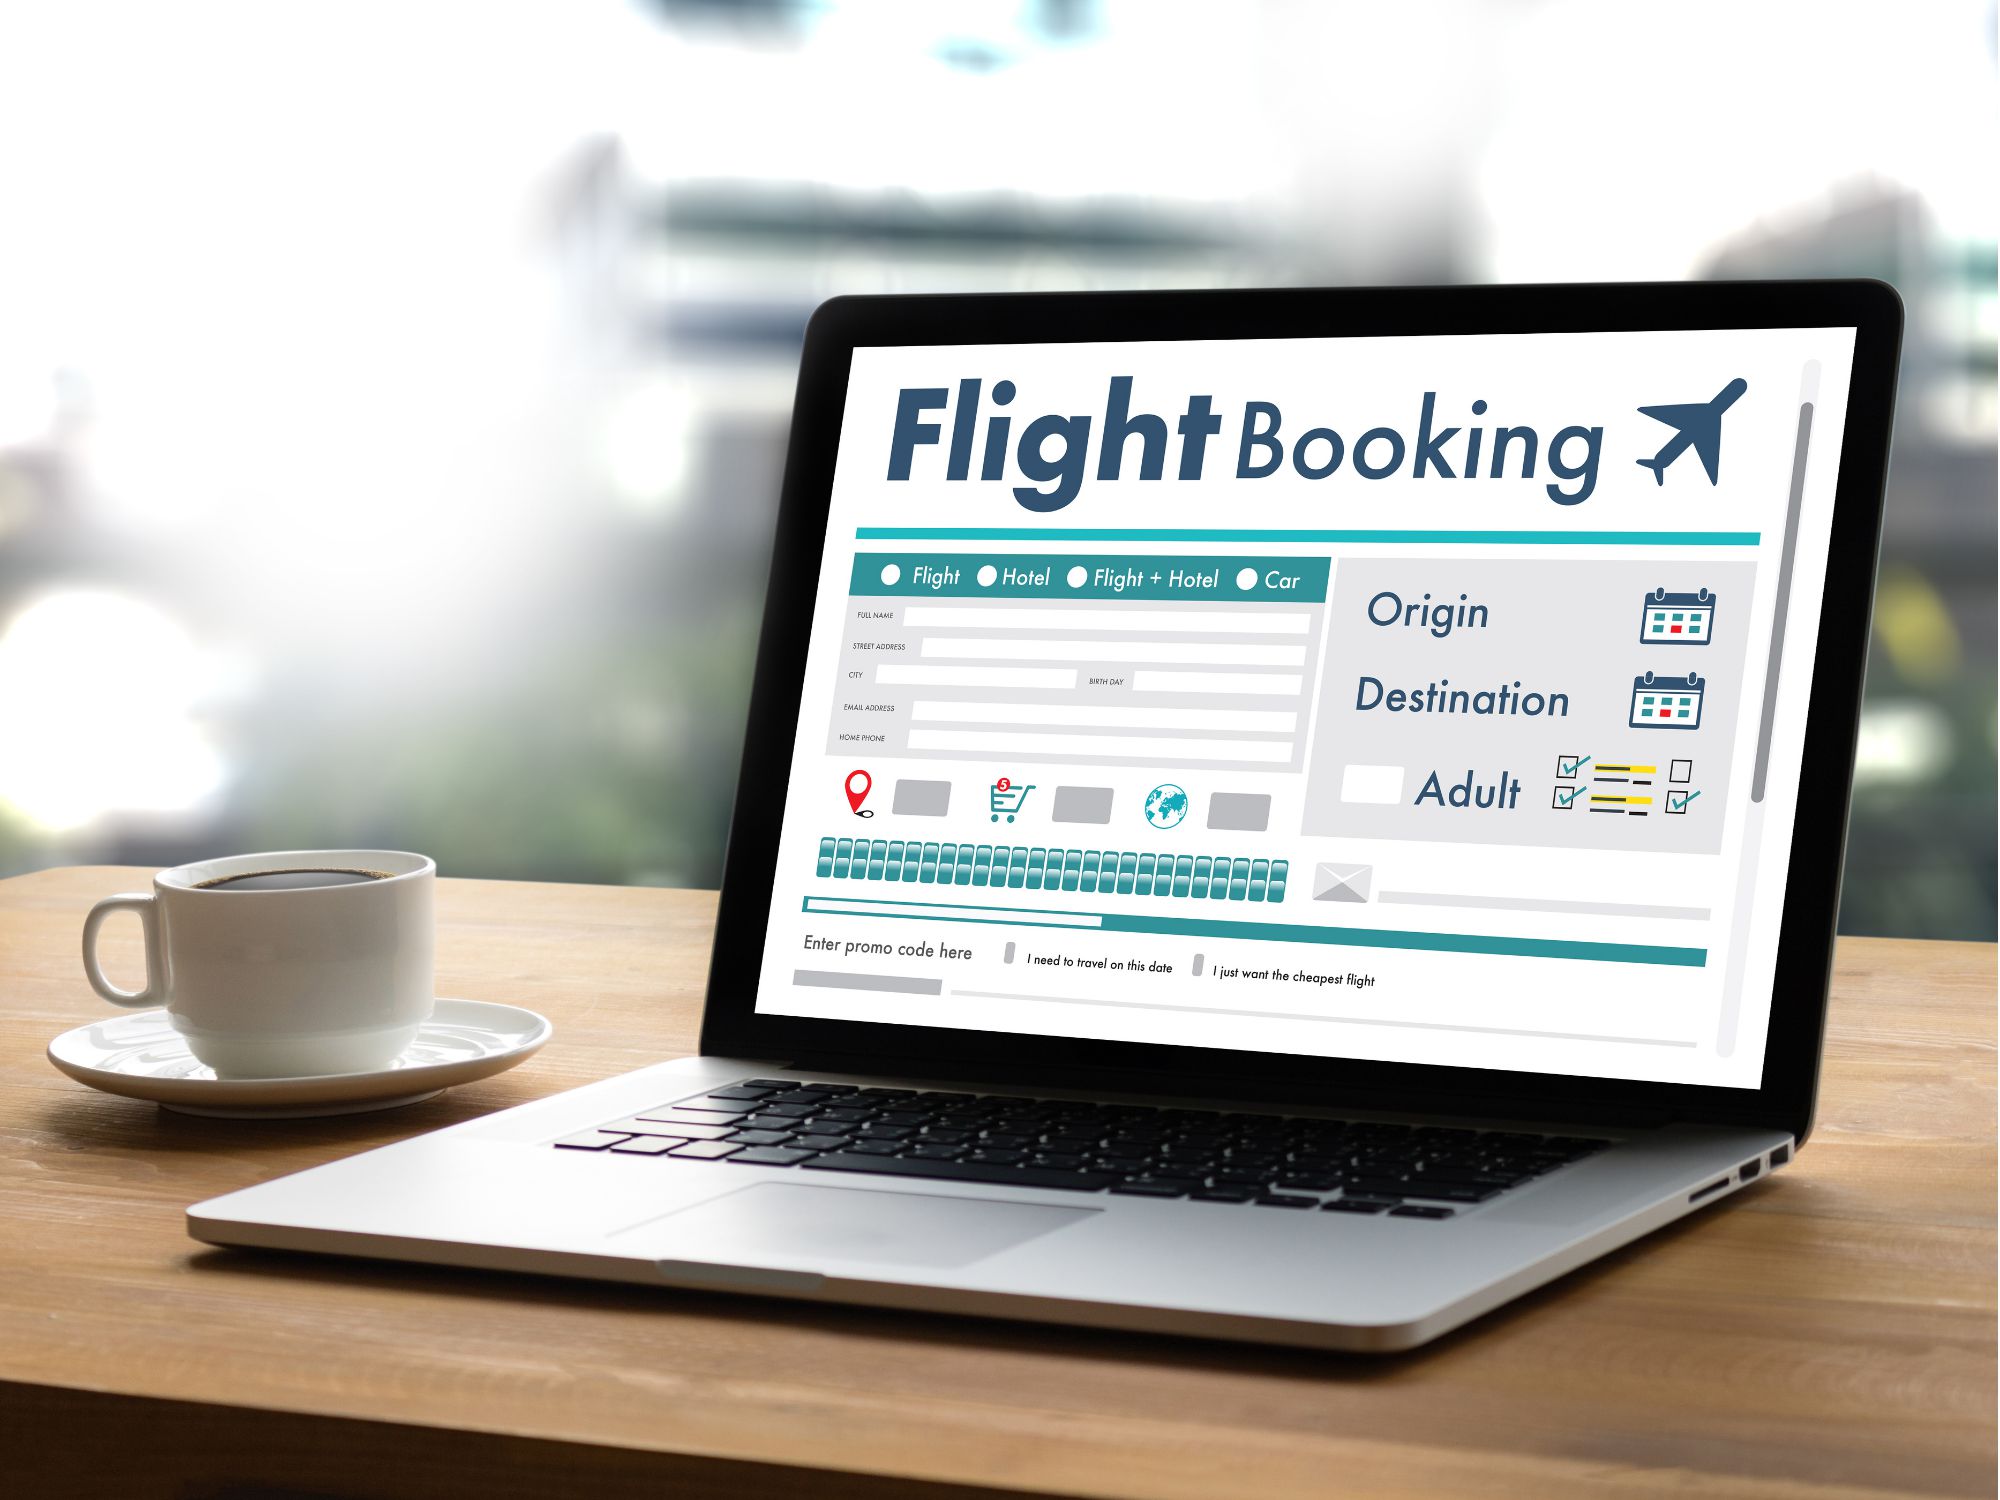 Flight Booking
Flight Hotel Flight + Hotel Car
FULL NAME
STREET ADDRESS
CITY BIRTH DAY
EMAIL ADDRESS
HOME PHONE
5
Origin
Destination
Adult
Enter promo code here I need to travel on this date I just want the cheapest flight